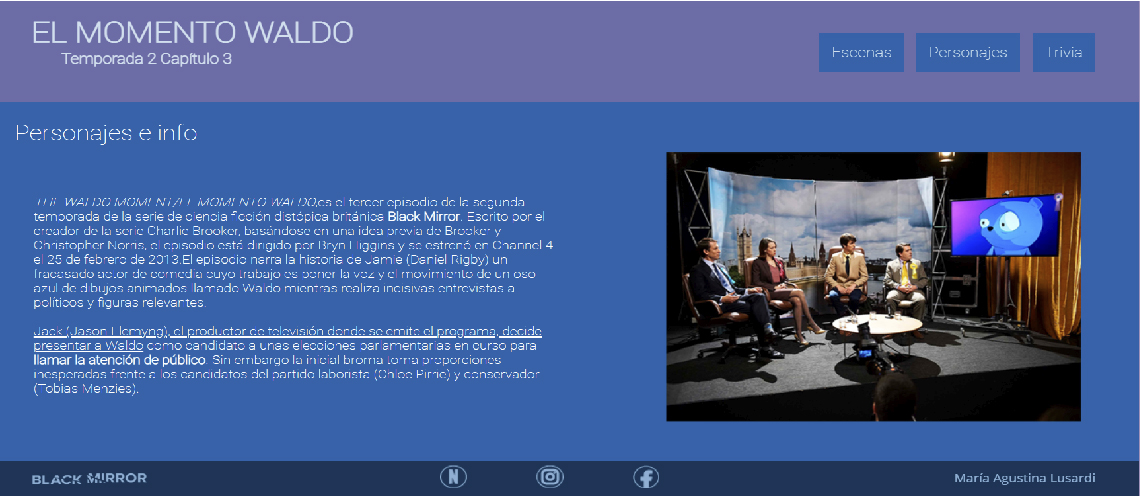 EL MOMENTO WALDO
Temporada 2 Capítulo 3
Escenas
Personajes
Trivia
Personajes e info
THE WALDO MOMENT/EL MOMENTO WALDO,es el tercer episodio de la segunda
temporada de la serie de ciencia ficción distópica británica Black Mirror. Escrito por el
creador de la serie Charlie Brooker, basándose en una idea previa de Brooker y
Christopher Norris, el episodio está dirigido por Bryn Higgins y se estrenó en Channel 4
el 25 de febrero de 2013.El episodio narra la historia de Jamie (Daniel Rigby) un
fracasado actor de comedia cuyo trabajo es poner la voz y el movimiento de un oso
azul de dibujos animados llamado Waldo mientras realiza incisivas entrevistas a
políticos y figuras relevantes.
Jack (Jason Flemyng), el productor de televisión donde se emite el programa, decide
presentar a Waldo como candidato a unas elecciones parlamentarias en curso para
llamar la atención de público. Sin embargo la inicial broma toma proporciones
inesperadas frente a los candidatos del partido laborista (Chloe Pirrie) y conservador
(Tobias Menzies).
BLACK MIRROR
N
María Agustina Lusardi